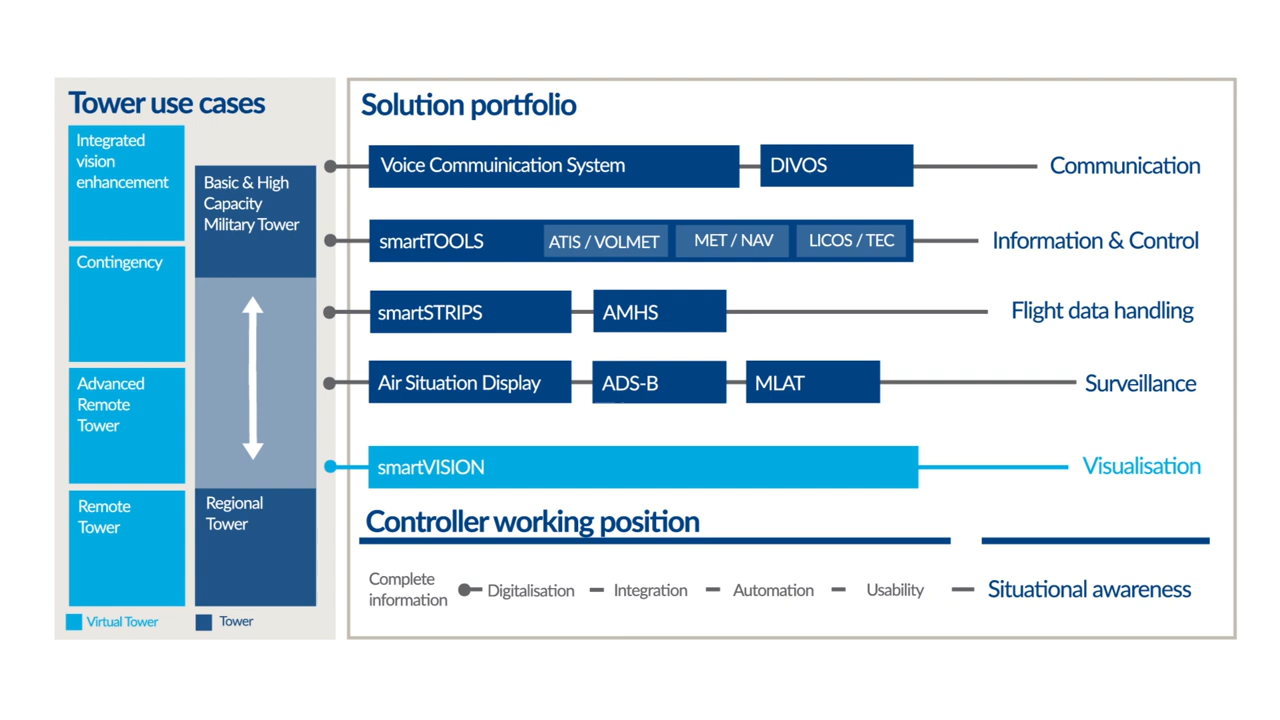 Tower use cases
Integrated
vision
enhancement
Contingency
Advanced
Remote
Tower
Remote
Tower
Basic & High
Capacity
Military Tower
Regional
Tower
Virtual Tower
Tower
Solution portfolio
Voice Commuinication System
DIVOS
Communication
smartTOOLS
ATIS / VOLMET
MET / NAV
LICOS / TEC
Information & Control
smartSTRIPS
AMHS
Flight data handling
Air Situation Display
ADS-B
MLAT
Surveillance
smartVISION
Visualisation
Controller working position
Complete
information
Digitalisation
Integration
Automation
Usability
Situational awareness